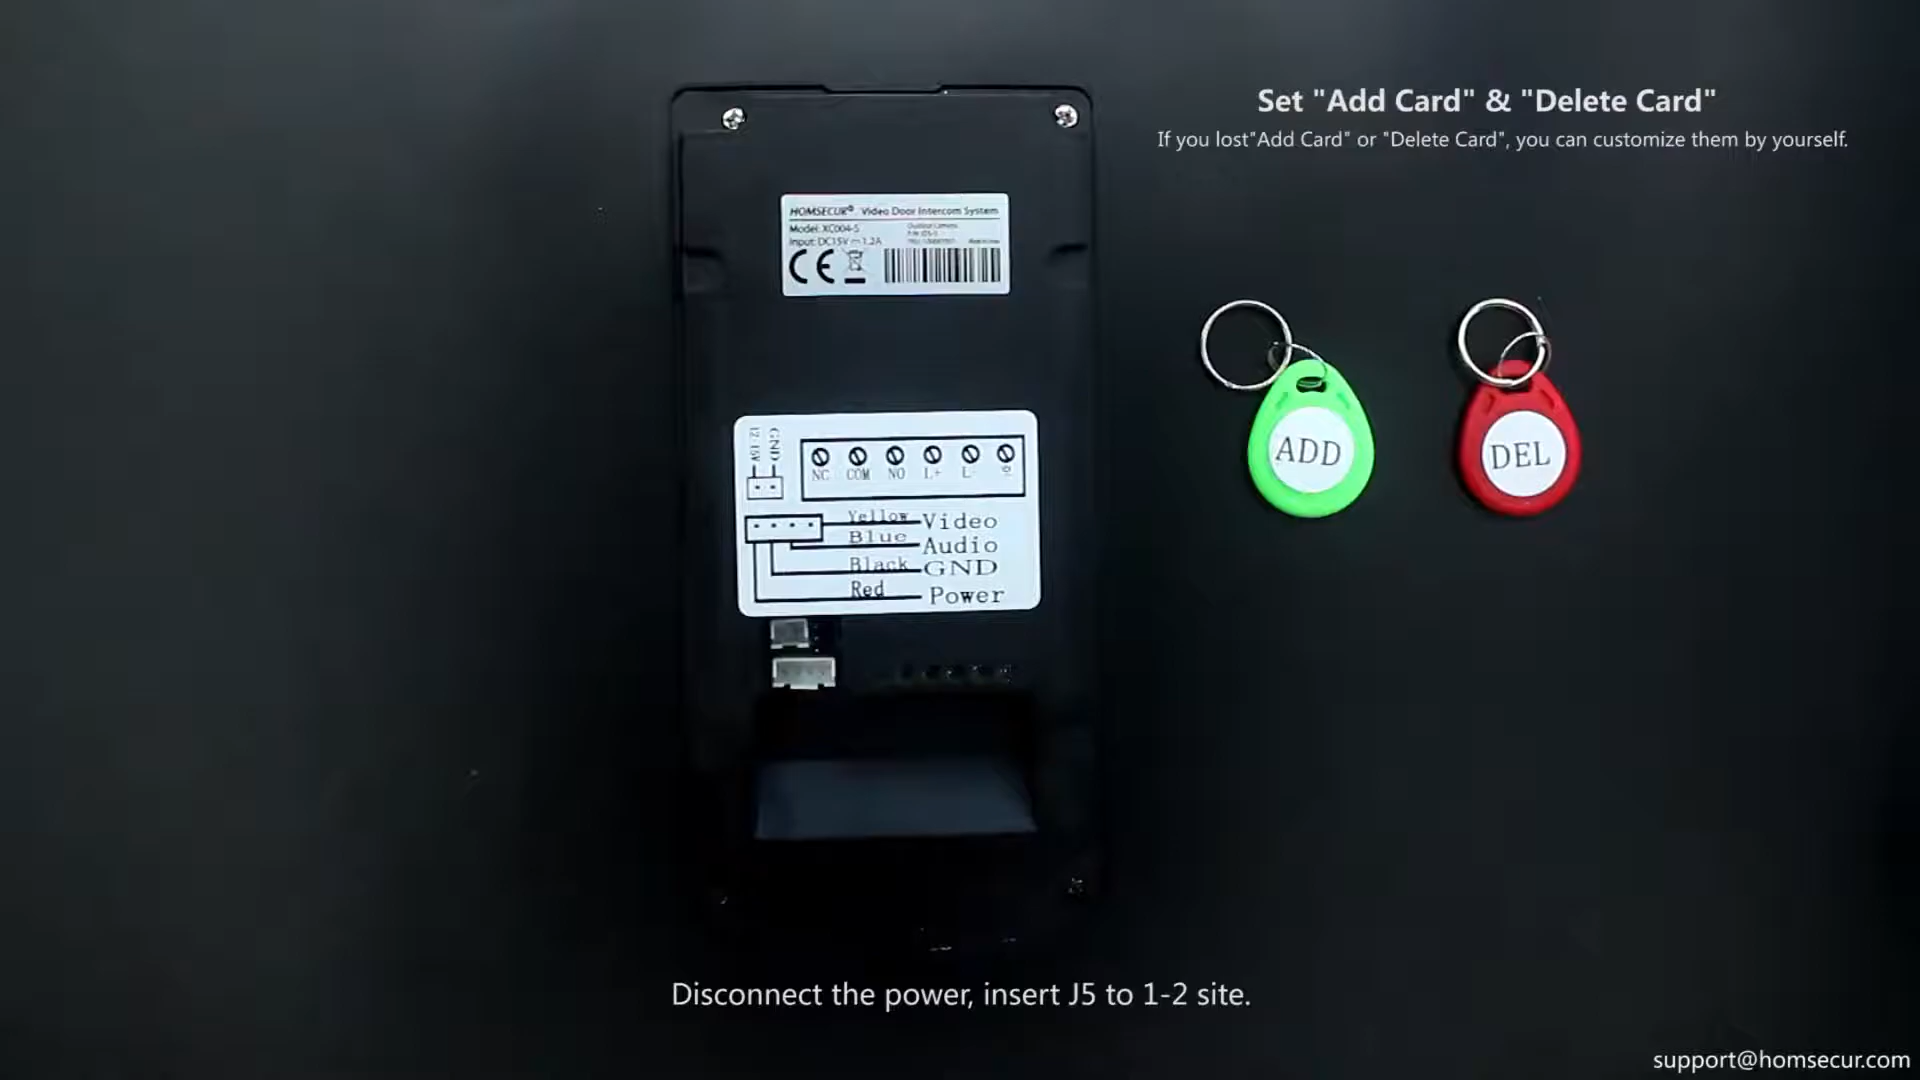 Set "Add Card" & "Delete Card"
If you lost"Add Card" or "Delete Card", you can customize them by yourself.
HOMSECUR® Video Door Intercom System
Model: XC004-S
Outdoor Camera
Input: DC15V 1.2A
CE
12-15V
GND
NC COM NO L+ L-
Yellow Video
Blue Audio
Black GND
Red Power
ADD
DEL
Disconnect the power, insert J5 to 1-2 site.
support@homsecur.com